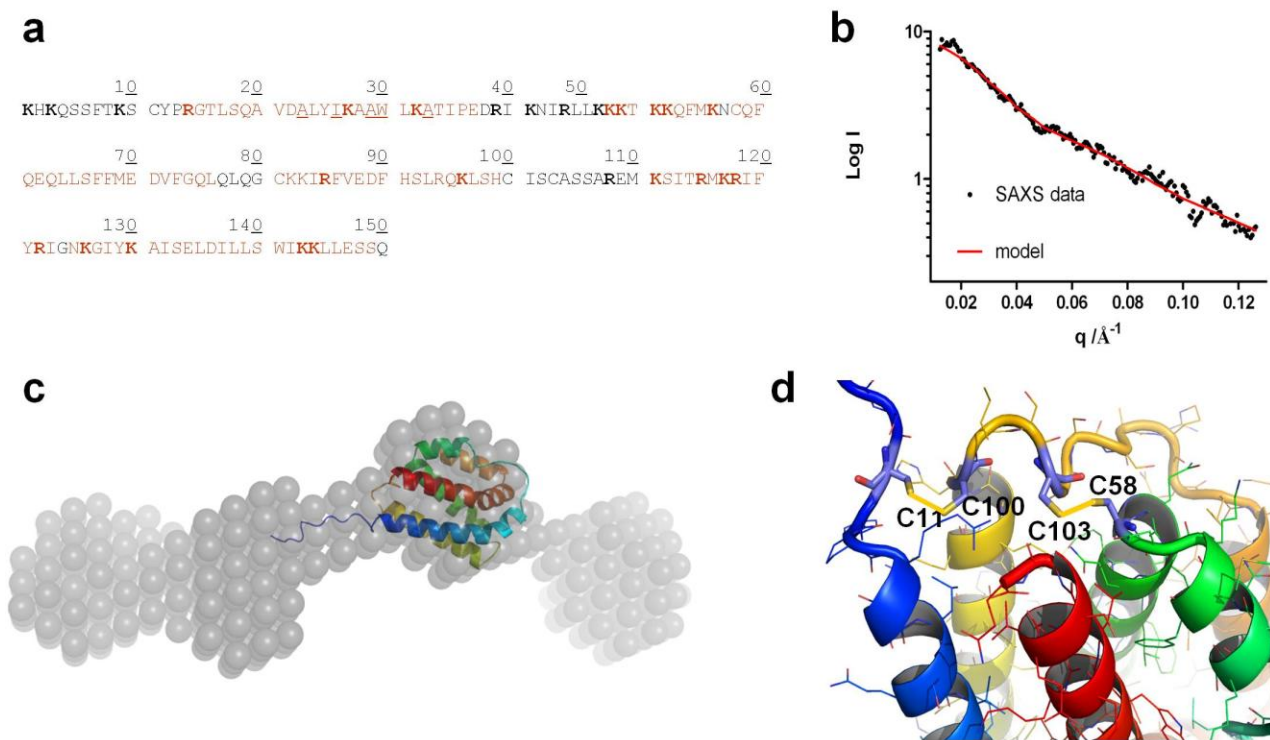 a
10 20 30 40 50 60
KHKQSSFTKS CYPRGTLSQA VDALYIKAAW LKATIPEDRI KNIRLLKKKT KKQFMKNCQF
70 80 90 100 110 120
QEQLLSFFME DVFGQLQLQG CKKIRFVEDF HSLRQKLSHC ISCASSAREM KSITRMKRIF
130 140 150
YRIGNKGIYK AISELDILLS WIKKLLESSQ
b
10
1
Log I
SAXS data
model
0.02 0.04 0.06 0.08 0.10 0.12
q /Å-1
c
d
C11
C100
C103
C58